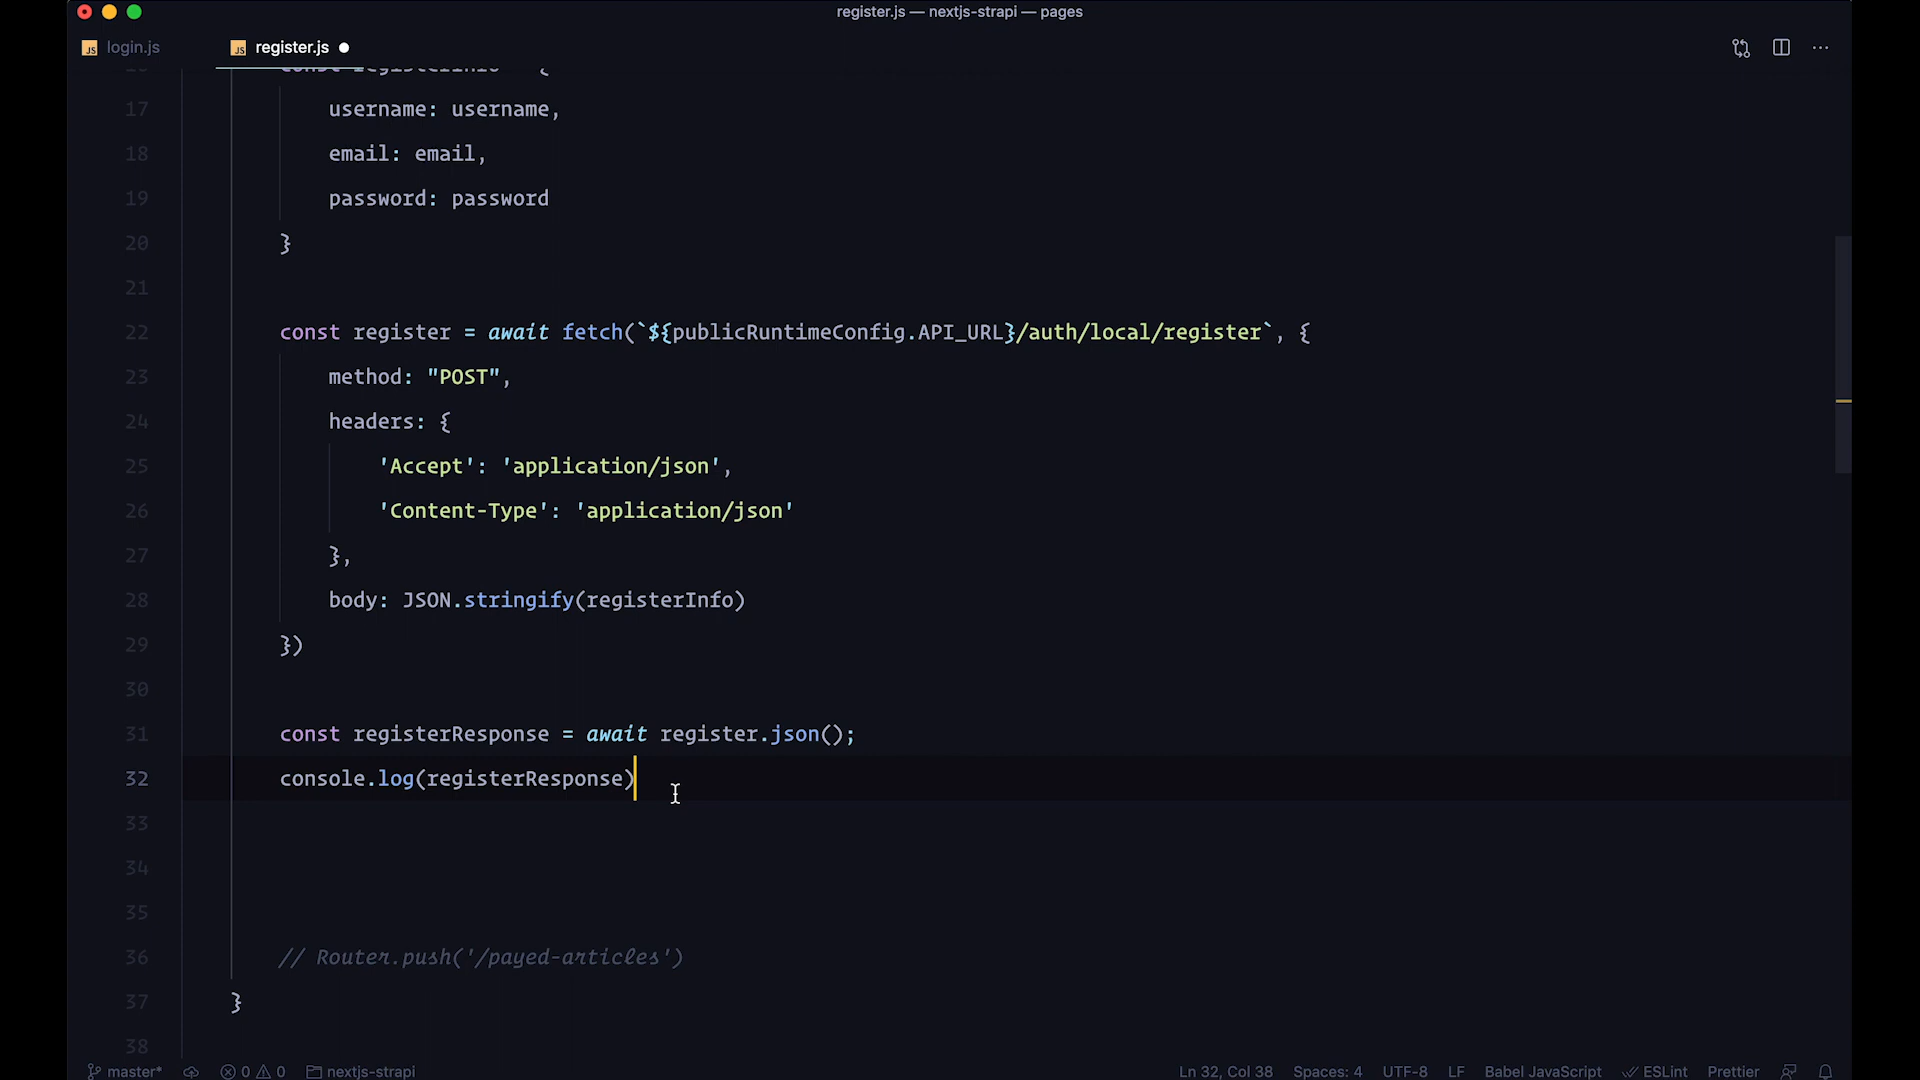 register.js — nextjs-strapi — pages
JS login.js
JS register.js
17 username: username,
18 email: email,
19 password: password
20 }
21
22 const register = await fetch(`${publicRuntimeConfig.API_URL}/auth/local/register`, {
23 method: "POST",
24 headers: {
25 'Accept': 'application/json',
26 'Content-Type': 'application/json'
27 },
28 body: JSON.stringify(registerInfo)
29 })
30
31 const registerResponse = await register.json();
32 console.log(registerResponse)
33
34
35
36 // Router.push('/payed-articles')
37 }
38
master* 0 0 nextjs-strapi Ln 32, Col 38 Spaces: 4 UTF-8 LF Babel JavaScript ESLint Prettier